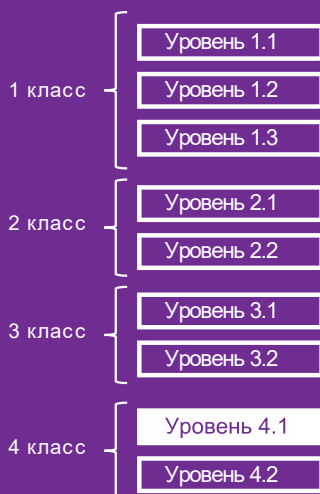 1 класс
Уровень 1.1
Уровень 1.2
Уровень 1.3
2 класс
Уровень 2.1
Уровень 2.2
3 класс
Уровень 3.1
Уровень 3.2
4 класс
Уровень 4.1
Уровень 4.2